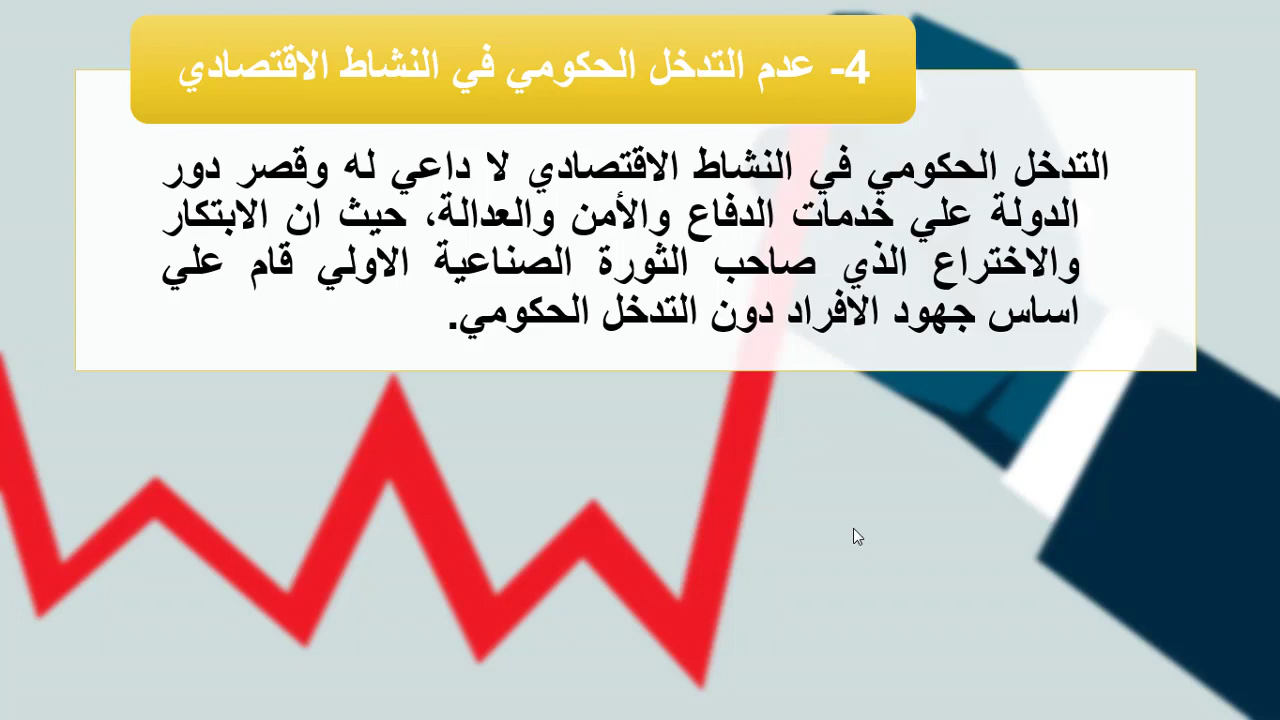 4- عدم التدخل الحكومي في النشاط الاقتصادي
التدخل الحكومي في النشاط الاقتصادي لا داعي له وقصر دور
الدولة علي خدمات الدفاع والأمن والعدالة، حيث ان الابتكار
والاختراع الذي صاحب الثورة الصناعية الاولي قام علي
اساس جهود الافراد دون التدخل الحكومي.